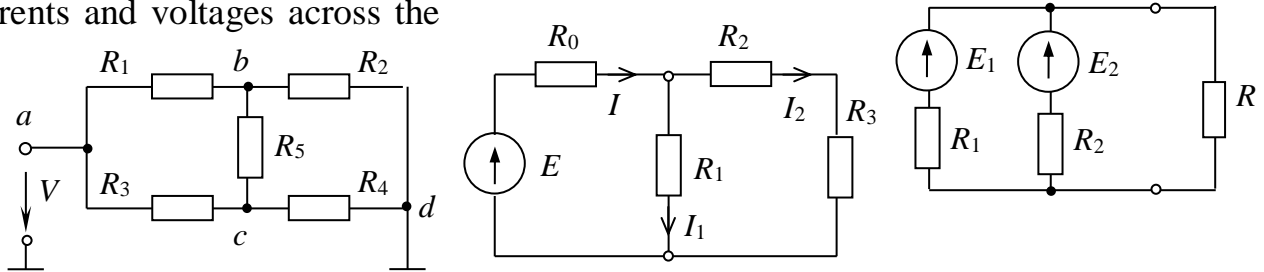 rents and voltages across the
R1
b
R2
a
R5
V
R3
R4
d
c
R0
R2
I
I2
R3
E
R1
I1
E1
E2
R1
R2
R